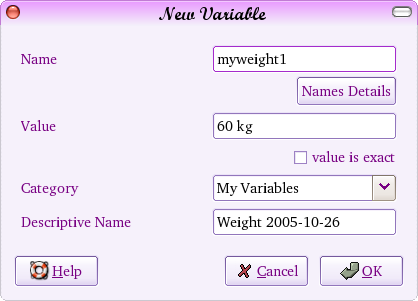 New Variable
Name myweight1
Names Details
Value 60 kg
value is exact
Category My Variables
Descriptive Name Weight 2005-10-26
Help Cancel OK